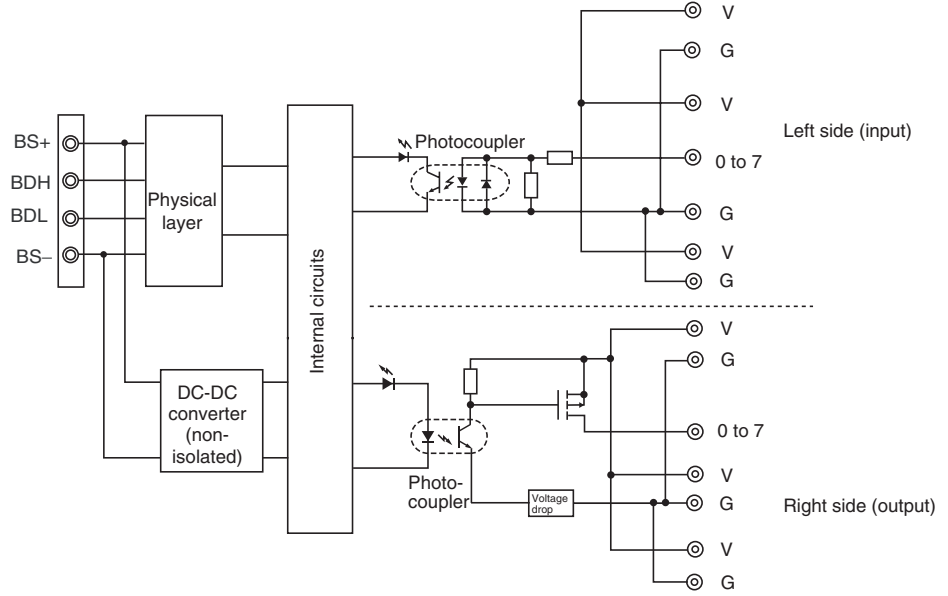 BS+
BDH
BDL
BS–
Physical
layer
DC-DC
converter
(non-
isolated)
Internal circuits
Photocoupler
V
G
V
0 to 7
G
V
G
Left side (input)
Photo-
coupler
Voltage
drop
V
G
0 to 7
V
G
V
G
Right side (output)